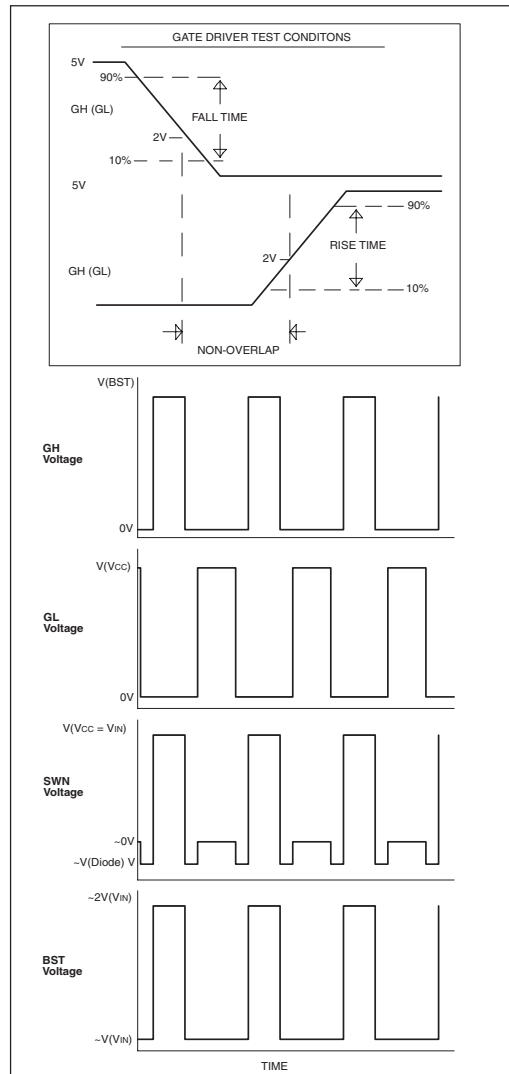 GATE DRIVER TEST CONDITONS
5V
90%
GH (GL)
FALL TIME
2V
10%
5V
90%
2V
RISE TIME
GH (GL)
10%
NON-OVERLAP
V(BST)
GH
Voltage
0V
V(VCC)
GL
Voltage
0V
V(VCC = VIN)
SWN
Voltage
~0V
~V(Diode) V
~2V(VIN)
BST
Voltage
~V(VIN)
TIME